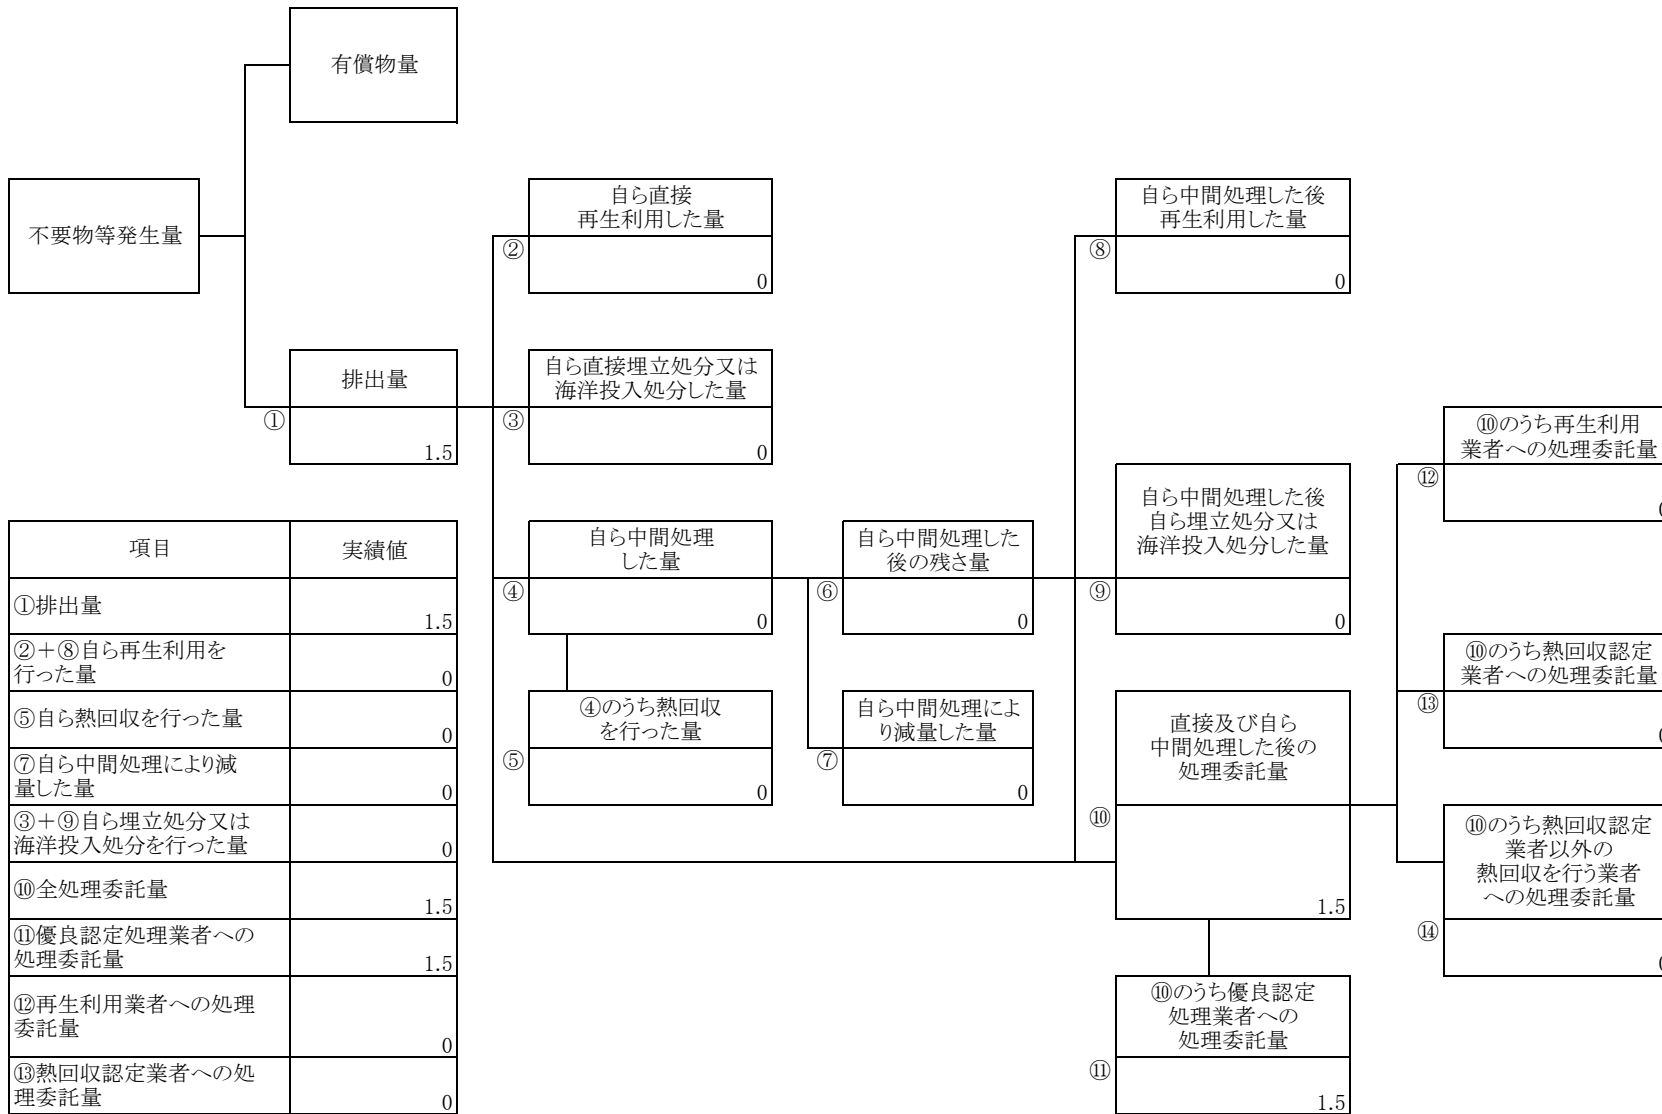 有償物量
不要物等発生量
自ら直接
再生利用した量
②
0
自ら中間処理した後
再生利用した量
⑧
0
排出量
①
1.5
自ら直接埋立処分又は
海洋投入処分した量
③
0
⑩のうち再生利用
業者への処理委託量
⑫
0
自ら中間処理した後
自ら埋立処分又は
海洋投入処分した量
⑨
0
自ら中間処理
した量
④
0
自ら中間処理した
後の残さ量
⑥
0
⑩のうち熱回収認定
業者への処理委託量
⑬
0
④のうち熱回収
を行った量
⑤
0
自ら中間処理によ
り減量した量
⑦
0
直接及び自ら
中間処理した後の
処理委託量
⑩
1.5
⑩のうち熱回収認定
業者以外の
熱回収を行う業者
への処理委託量
⑭
0
⑩のうち優良認定
処理業者への
処理委託量
⑪
1.5
項目 実績値
①排出量 1.5
②＋⑧自ら再生利用を
行った量 0
⑤自ら熱回収を行った量 0
⑦自ら中間処理により減
量した量 0
③＋⑨自ら埋立処分又は
海洋投入処分を行った量 0
⑩全処理委託量 1.5
⑪優良認定処理業者への
処理委託量 1.5
⑫再生利用業者への処理
委託量 0
⑬熱回収認定業者への処
理委託量 0